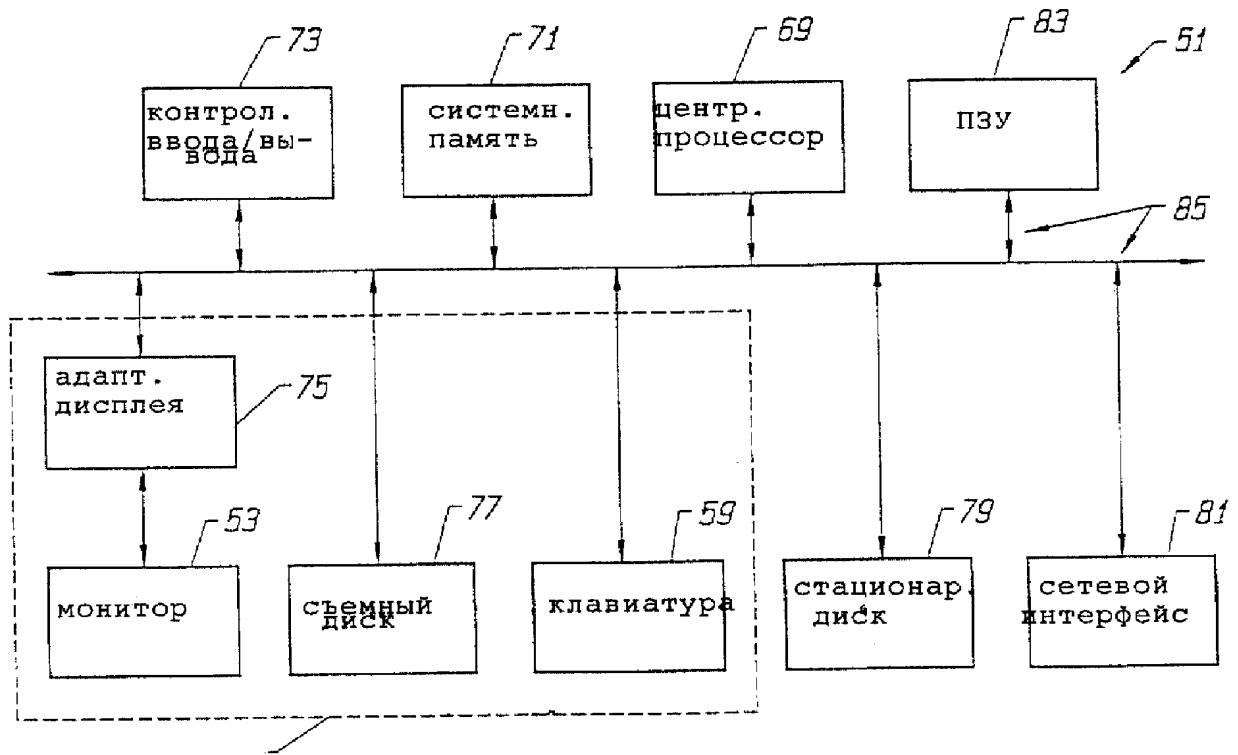 73
71
69
83
51
контрол.
ввода/вы-
вода
системн.
память
центр.
процессор
ПЗУ
85
адапт.
дисплея
75
53
77
59
79
81
монитор
съемный
диск
клавиатура
стационар.
диск
сетевой
интерфейс